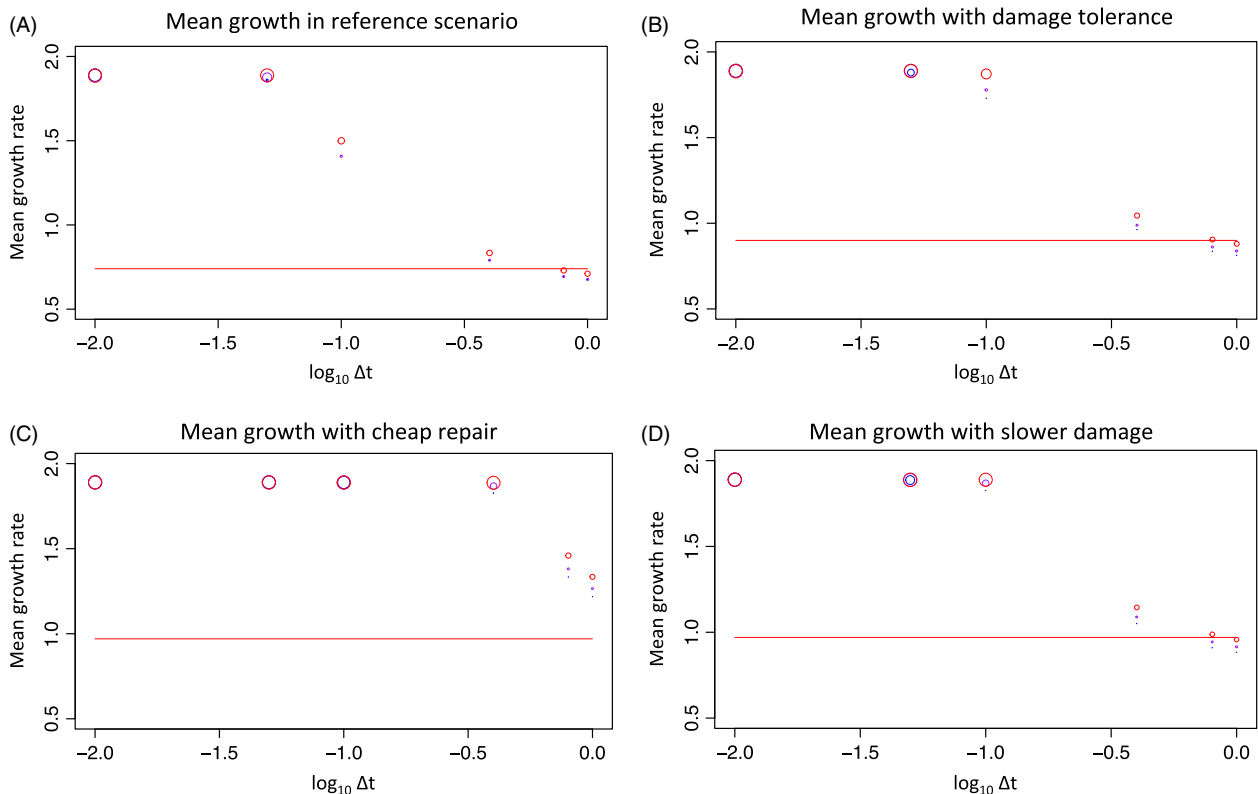 (A) Mean growth in reference scenario
Mean growth rate
2.0
1.5
1.0
0.5
−2.0 −1.5 −1.0 −0.5 0.0
log₁₀ Δt
(B) Mean growth with damage tolerance
Mean growth rate
2.0
1.5
1.0
0.5
−2.0 −1.5 −1.0 −0.5 0.0
log₁₀ Δt
(C) Mean growth with cheap repair
Mean growth rate
2.0
1.5
1.0
0.5
−2.0 −1.5 −1.0 −0.5 0.0
log₁₀ Δt
(D) Mean growth with slower damage
Mean growth rate
2.0
1.5
1.0
0.5
−2.0 −1.5 −1.0 −0.5 0.0
log₁₀ Δt